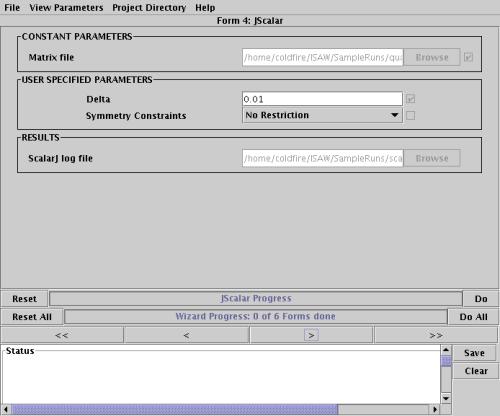 File View Parameters Project Directory Help
Form 4: JScalar
CONSTANT PARAMETERS
Matrix file /home/coldfire/ISAW/SampleRuns/qua Browse
USER SPECIFIED PARAMETERS
Delta 0.01
Symmetry Constraints No Restriction
RESULTS
ScalarJ log file /home/coldfire/ISAW/SampleRuns/sca Browse
Reset JScalar Progress Do
Reset All Wizard Progress: 0 of 6 Forms done Do All
<< < > >>
Status
Save
Clear